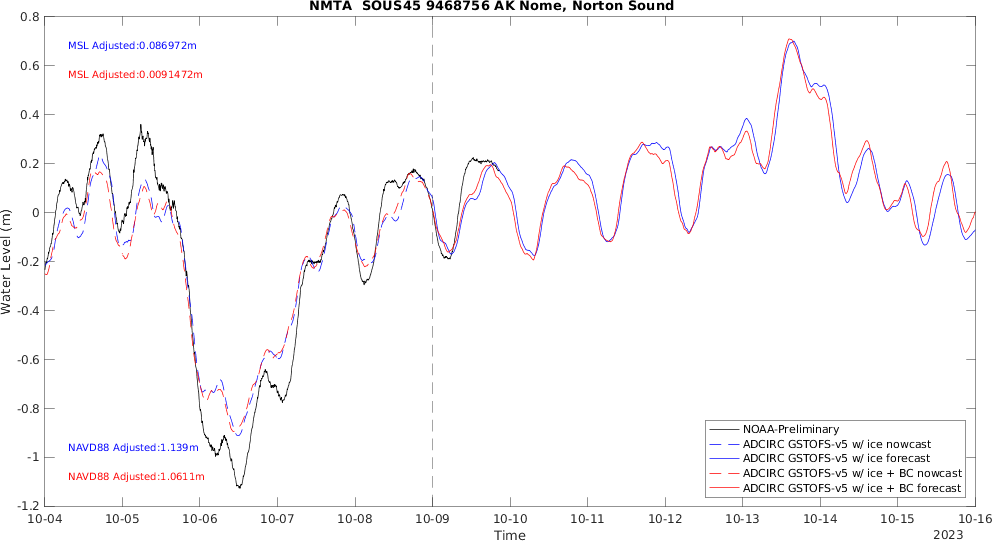 NMTA SOUS45 9468756 AK Nome, Norton Sound
0.8
0.6
0.4
0.2
0
-0.2
-0.4
-0.6
-0.8
-1
-1.2
Water Level (m)
MSL Adjusted:0.086972m
MSL Adjusted:0.0091472m
NAVD88 Adjusted:1.139m
NAVD88 Adjusted:1.0611m
NOAA-Preliminary
ADCIRC GSTOFS-v5 w/ ice nowcast
ADCIRC GSTOFS-v5 w/ ice forecast
ADCIRC GSTOFS-v5 w/ ice + BC nowcast
ADCIRC GSTOFS-v5 w/ ice + BC forecast
10-04 10-05 10-06 10-07 10-08 10-09 10-10 10-11 10-12 10-13 10-14 10-15 10-16
Time
2023